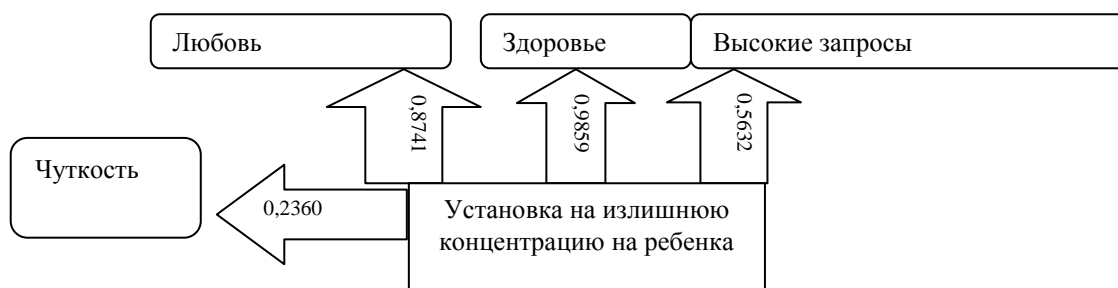 Любовь
Здоровье
Высокие запросы
0,8741
0,9859
0,5632
Чуткость
0,2360
Установка на излишнюю
концентрацию на ребенка